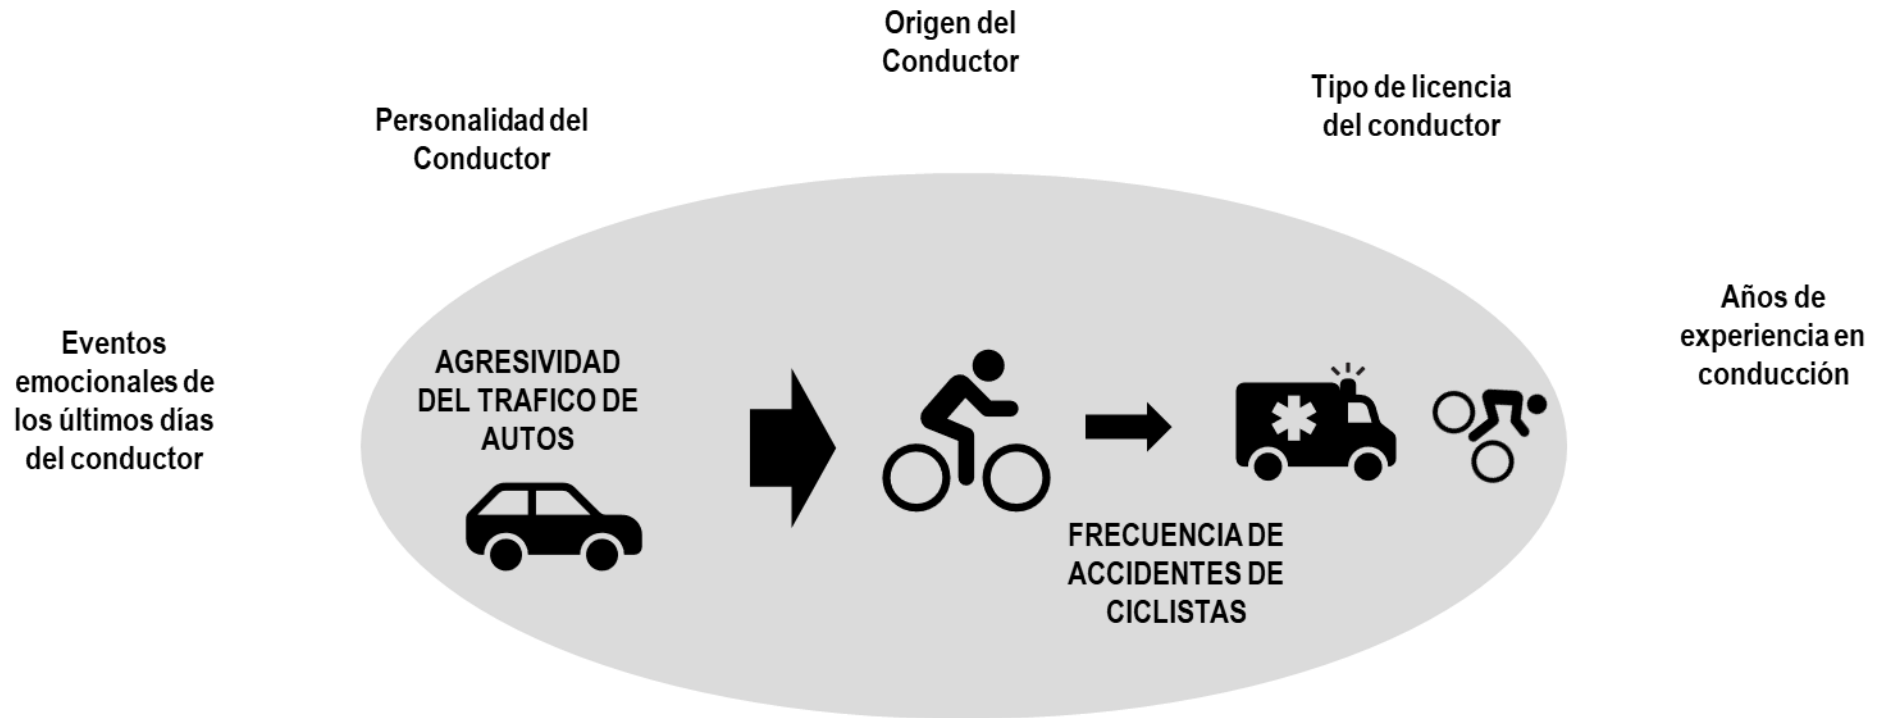 Origen del
Conductor
Tipo de licencia
del conductor
Personalidad del
Conductor
Años de
experiencia en
conducción
Eventos
emocionales de
los últimos días
del conductor
AGRESIVIDAD
DEL TRAFICO DE
AUTOS
FRECUENCIA DE
ACCIDENTES DE
CICLISTAS